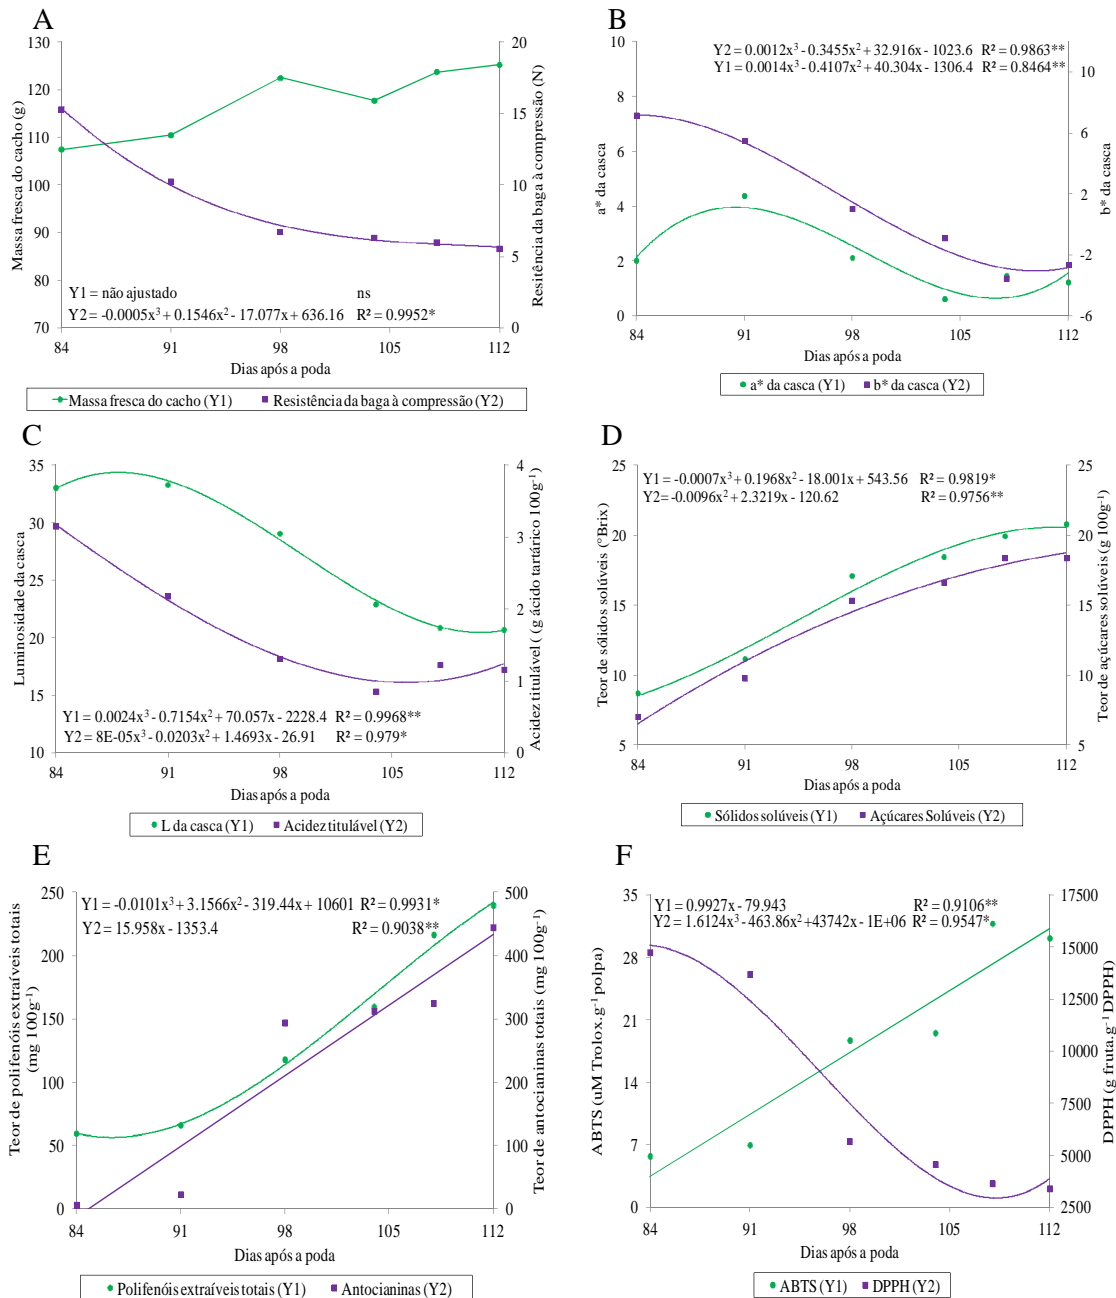 A
Massa fresca do cacho (g)
130
120
110
100
90
80
70
20
15
10
5
0
Resitência da baga à compressão (N)
Y1 = não ajustado ns
Y2 = -0.0005x³ + 0.1546x² - 17.077x + 636.16 R² = 0.9952*
84 91 98 105 112
Dias após a poda
Massa fresca do cacho (Y1) Resistência da baga à compressão (Y2)
B
a* da casca
10
8
6
4
2
0
10
6
2
-2
-6
b* da casca
Y2 = 0.0012x³ - 0.3455x² + 32.916x - 1023.6 R² = 0.9863**
Y1 = 0.0014x³ - 0.4107x² + 40.304x - 1306.4 R² = 0.8464**
84 91 98 105 112
Dias após a poda
a* da casca (Y1) b* da casca (Y2)
C
Luminosidade da casca
35
30
25
20
15
10
4
3
2
1
0
Acidez titulável ( (g ácido tartárico 100g⁻¹)
Y1 = 0.0024x³ - 0.7154x² + 70.057x - 2228.4 R² = 0.9968**
Y2 = 8E-05x³ - 0.0203x² + 1.4693x - 26.91 R² = 0.979*
84 91 98 105 112
Dias após a poda
L da casca (Y1) Acidez titulável (Y2)
D
Teor de sólidos solúveis (°Brix)
25
20
15
10
5
25
20
15
10
5
Teor de açúcares solúveis (g 100g⁻¹)
Y1 = -0.0007x³ + 0.1968x² - 18.001x + 543.56 R² = 0.9819*
Y2= -0.0096x² + 2.3219x - 120.62 R² = 0.9756**
84 91 98 105 112
Dias após a poda
Sólidos solúveis (Y1) Açúcares Solúveis (Y2)
E
Teor de polifenóis extraíveis totais
(mg 100g⁻¹)
250
200
150
100
50
0
500
400
300
200
100
0
Teor de antocianinas totais (mg 100g⁻¹)
Y1 = -0.0101x³ + 3.1566x² - 319.44x + 10601 R² = 0.9931*
Y2 = 15.958x - 1353.4 R² = 0.9038**
84 91 98 105 112
Dias após a poda
Polifenóis extraíveis totais (Y1) Antocianinas (Y2)
F
ABTS (uM Trolox.g⁻¹ polpa)
35
28
21
14
7
0
17500
15000
12500
10000
7500
5000
2500
DPPH (g fruta.g⁻¹ DPPH)
Y1 = 0.9927x - 79.943 R² = 0.9106**
Y2 = 1.6124x³ - 463.86x² + 43742x - 1E+06 R² = 0.9547*
84 91 98 105 112
Dias após a poda
ABTS (Y1) DPPH (Y2)